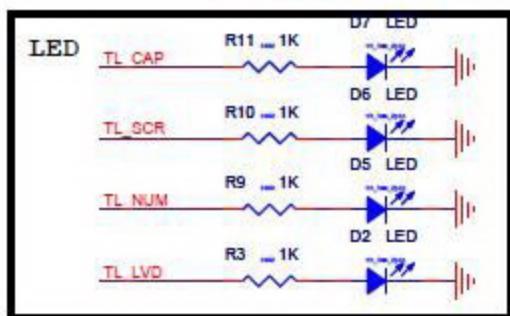 LED
D7 LED
R11 1K
TL_CAP
D6 LED
R10 1K
TL_SCR
D5 LED
R9 1K
TL_NUM
D2 LED
R3 1K
TL_LVD